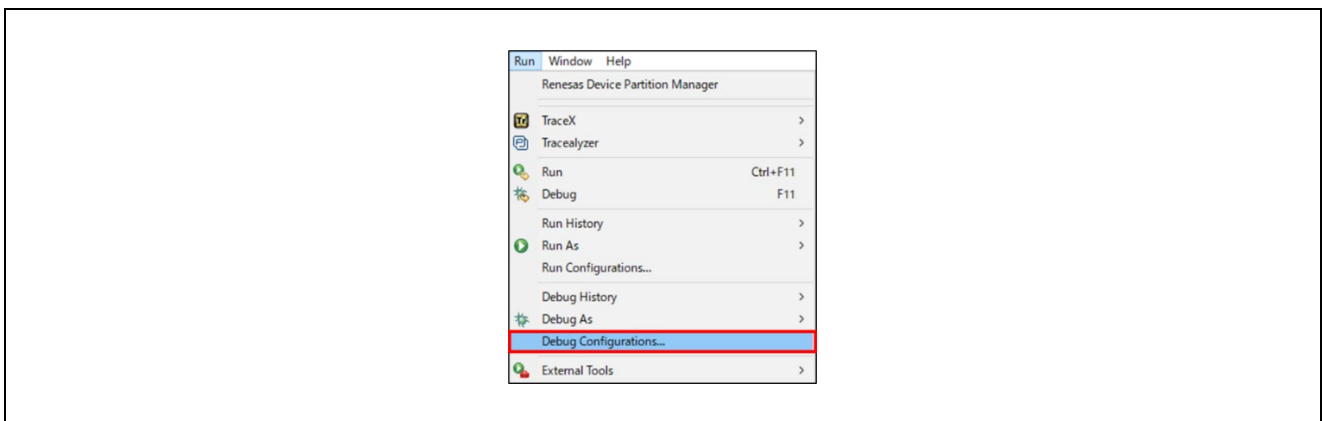 Run Window Help
Renesas Device Partition Manager
TraceX >
Tracealyzer >
Run Ctrl+F11
Debug F11
Run History >
Run As >
Run Configurations...
Debug History >
Debug As >
Debug Configurations...
External Tools >